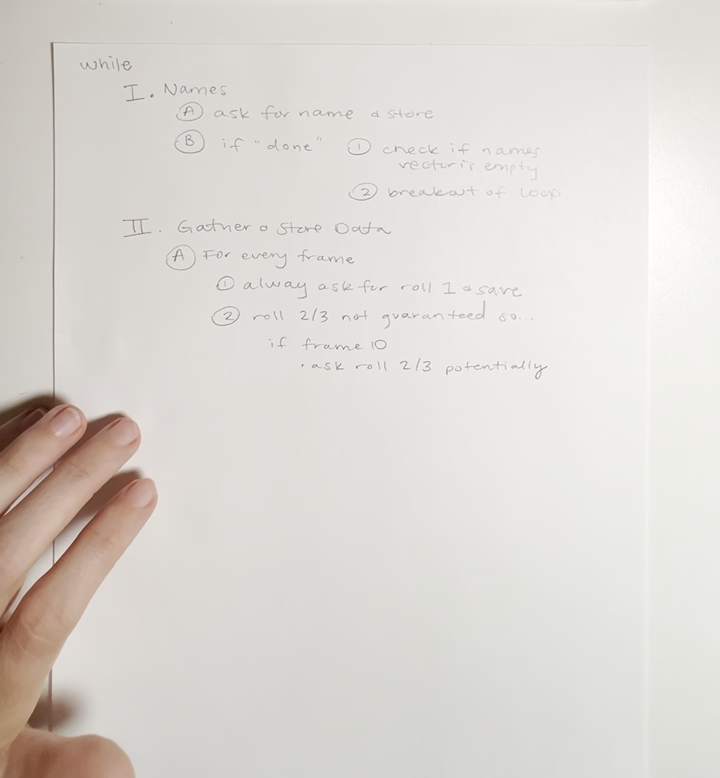 while
I. Names
A ask for name & store
B if "done" 1 check if names
vector is empty
2 breakout of loop
II. Gather & Store Data
A For every frame
1 alway ask for roll 1 & save
2 roll 2/3 not guaranteed so...
if frame 10
• ask roll 2/3 potentially